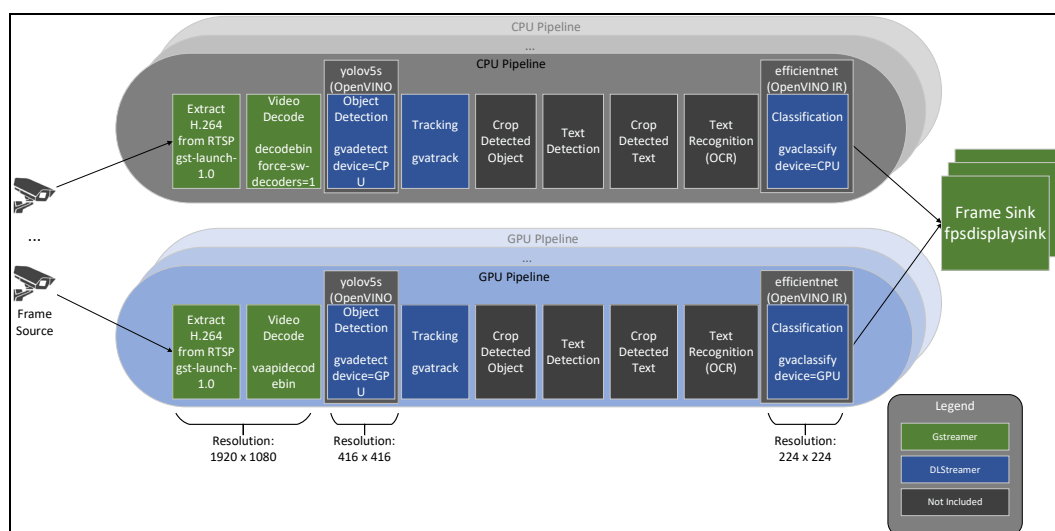 CPU Pipeline
...
CPU Pipeline
yolov5s
(OpenVINO
efficientnet
(OpenVINO IR)
Extract
H.264
from RTSP
gst-launch-
1.0
Video
Decode
decodebin
force-sw-
decoders=1
Object
Detection
gvadetect
device=CP
U
Tracking
gvatrack
Crop
Detected
Object
Text
Detection
Crop
Detected
Text
Text
Recognition
(OCR)
Classification
gvaclassify
device=CPU
...
Frame
Source
Frame Sink
fpsdisplaysink
GPU PIpeline
...
GPU Pipeline
yolov5s
(OpenVINO
efficientnet
(OpenVINO IR)
Extract
H.264
from RTSP
gst-launch-
1.0
Video
Decode
vaapidecod
ebin
Object
Detection
gvadetect
device=GP
U
Tracking
gvatrack
Crop
Detected
Object
Text
Detection
Crop
Detected
Text
Text
Recognition
(OCR)
Classification
gvaclassify
device=GPU
Resolution:
1920 x 1080
Resolution:
416 x 416
Resolution:
224 x 224
Legend
Gstreamer
DLStreamer
Not Included